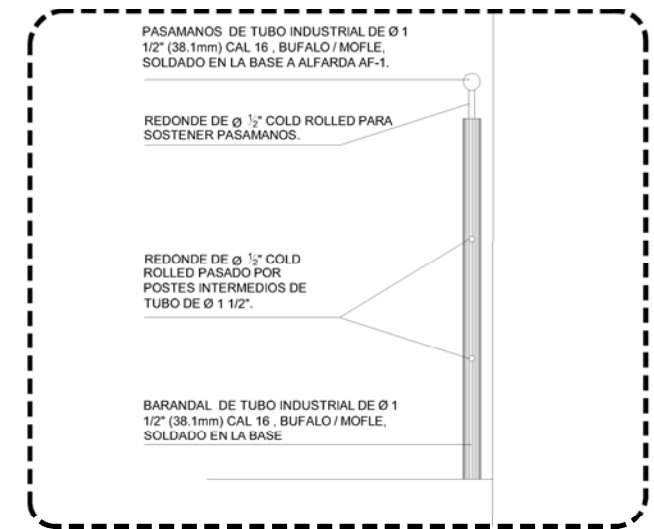 PASAMANOS DE TUBO INDUSTRIAL DE Ø 1
1/2" (38.1mm) CAL 16 , BUFALO / MOFLE,
SOLDADO EN LA BASE A ALFARDA AF-1.
REDONDE DE Ø ½" COLD ROLLED PARA
SOSTENER PASAMANOS.
REDONDE DE Ø ½" COLD
ROLLED PASADO POR
POSTES INTERMEDIOS DE
TUBO DE Ø 1 1/2".
BARANDAL DE TUBO INDUSTRIAL DE Ø 1
1/2" (38.1mm) CAL 16 , BUFALO / MOFLE,
SOLDADO EN LA BASE